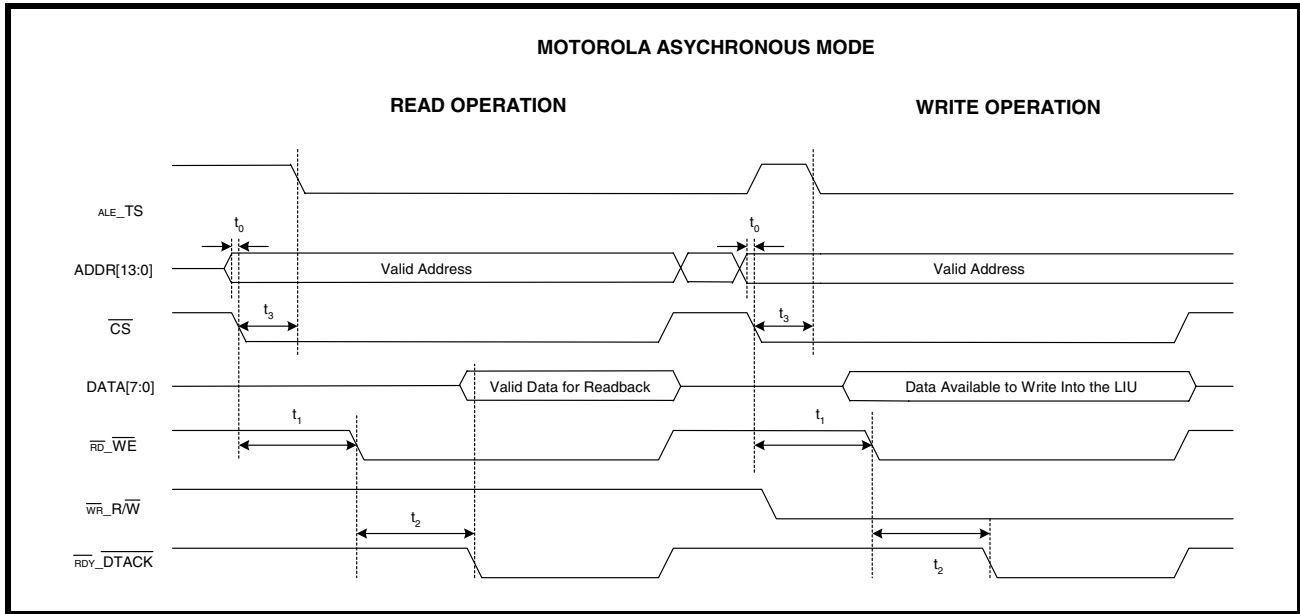 MOTOROLA ASYCHRONOUS MODE
READ OPERATION
WRITE OPERATION
ALE_TS
t0
t0
ADDR[13:0]
Valid Address
Valid Address
CS
t3
t3
DATA[7:0]
Valid Data for Readback
Data Available to Write Into the LIU
t1
t1
RD_WE
WR_R/W
t2
t2
RDY_DTACK